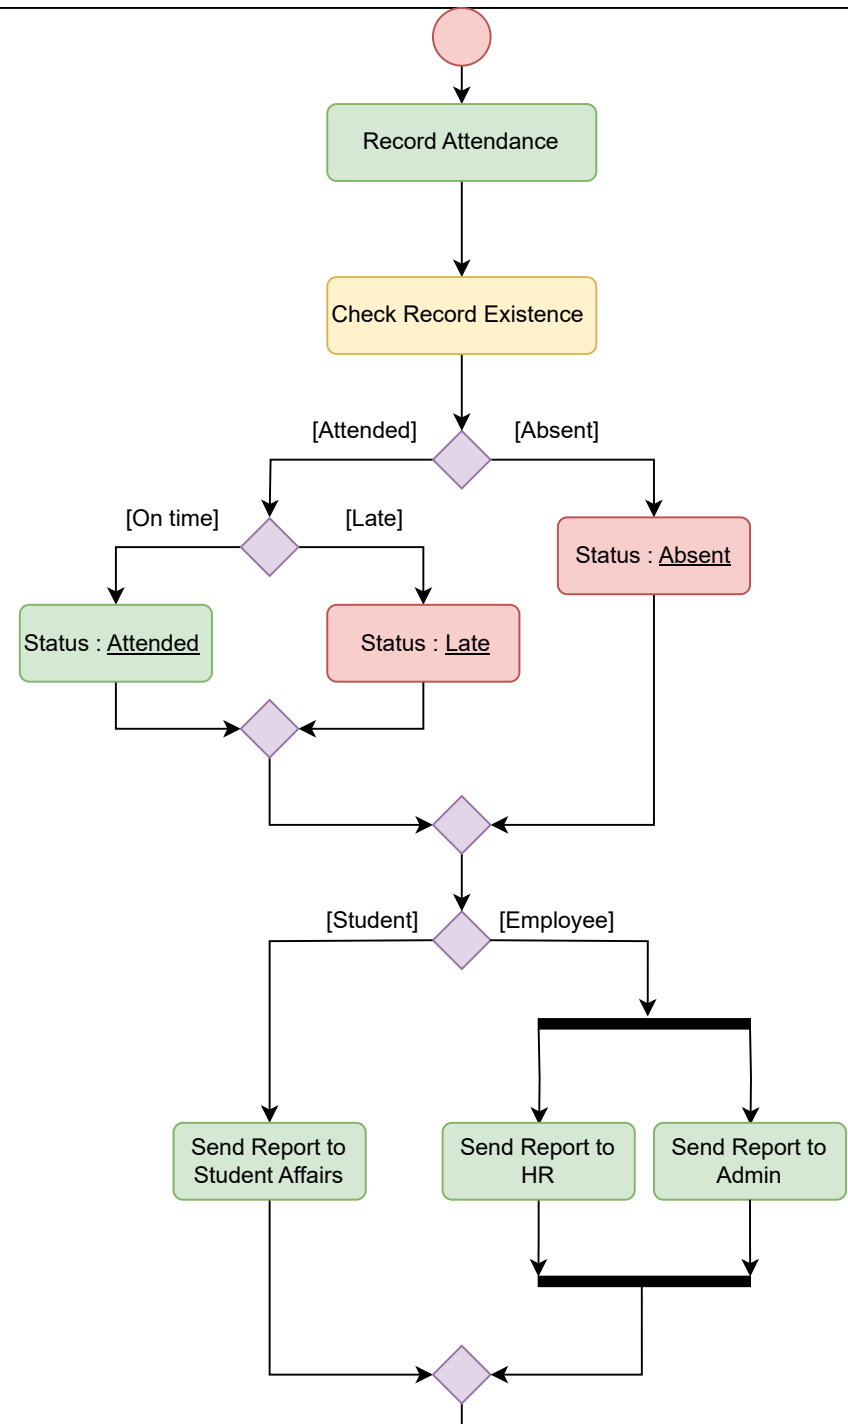 Record Attendance
Check Record Existence
[Attended]
[Absent]
[On time]
[Late]
Status : Absent
Status : Attended
Status : Late
[Student]
[Employee]
Send Report to
Student Affairs
Send Report to
HR
Send Report to
Admin